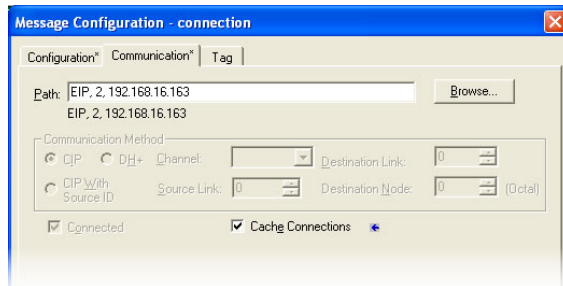 Message Configuration - connection
Configuration* Communication* Tag
Path: EIP, 2, 192.168.16.163 Browse...
EIP, 2, 192.168.16.163
Communication Method
CIP DH+ Channel: Destination Link: 0
CIP With Source ID Source Link: 0 Destination Node: 0 (Octal)
Connected Cache Connections